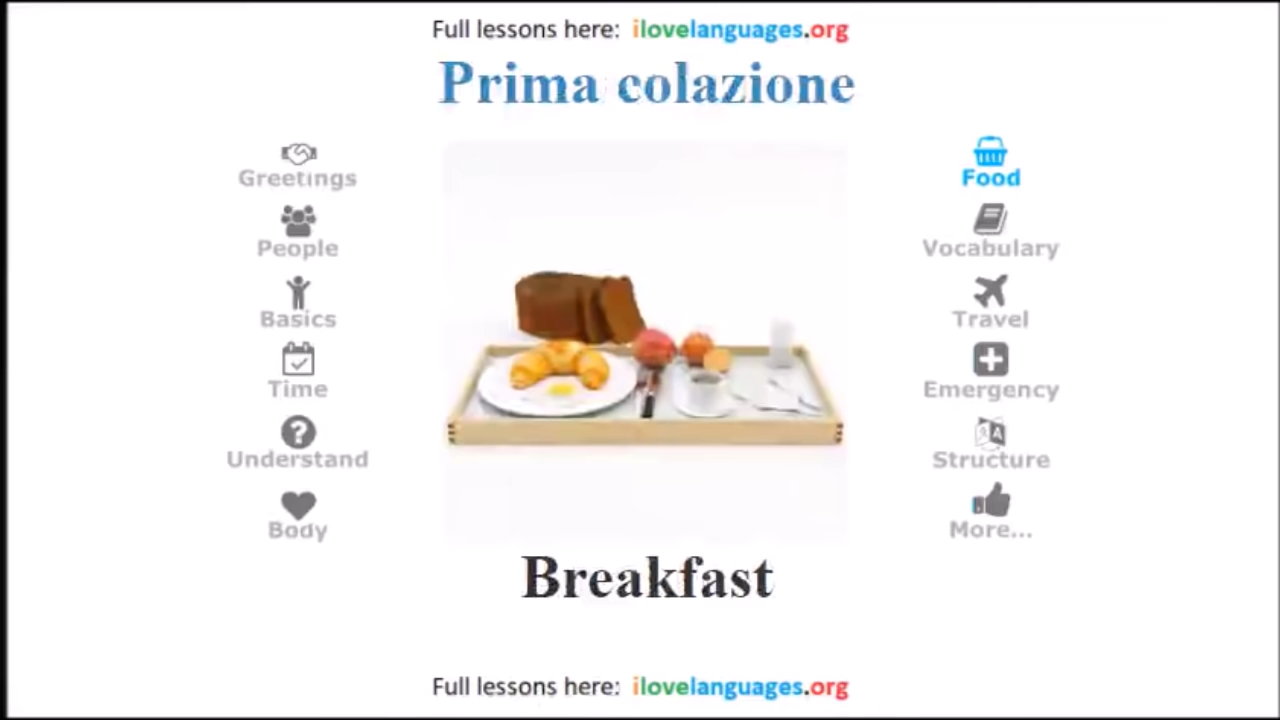 Full lessons here: ilovelanguages.org
Prima colazione
Greetings
People
Basics
Time
Understand
Body
Food
Vocabulary
Travel
Emergency
Structure
More...
Breakfast
Full lessons here: ilovelanguages.org